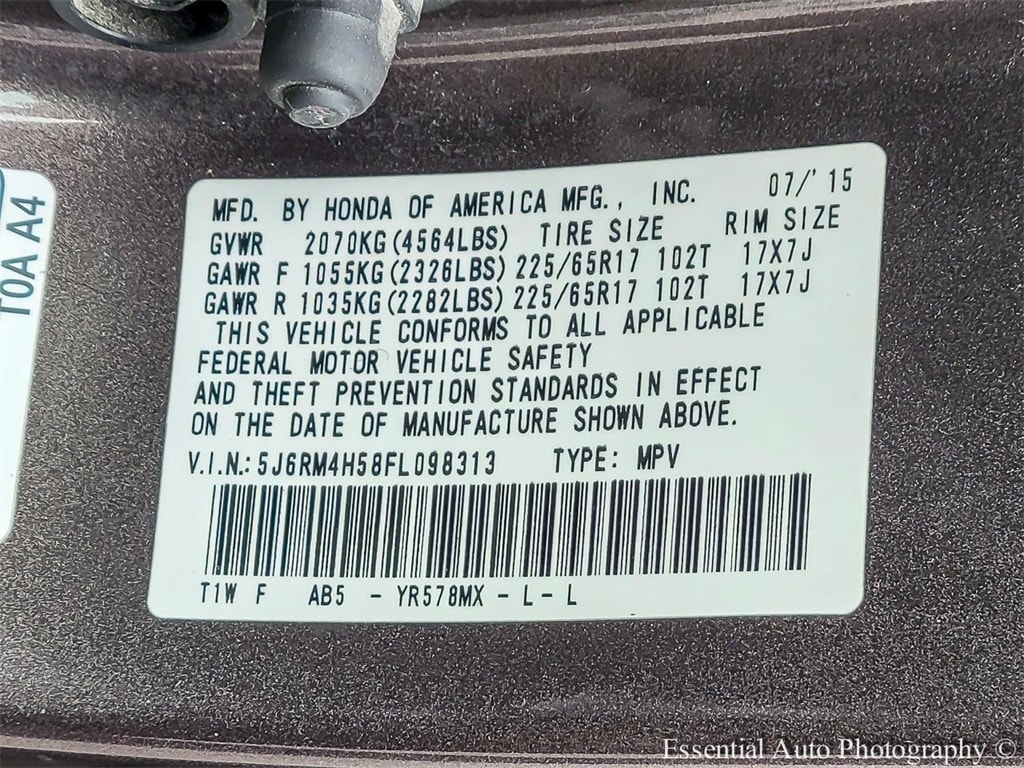 T0A A4
MFD. BY HONDA OF AMERICA MFG., INC. 07/'15
GVWR 2070KG(4564LBS) TIRE SIZE RIM SIZE
GAWR F 1055KG(2326LBS) 225/65R17 102T 17X7J
GAWR R 1035KG(2282LBS) 225/65R17 102T 17X7J
THIS VEHICLE CONFORMS TO ALL APPLICABLE
FEDERAL MOTOR VEHICLE SAFETY
AND THEFT PREVENTION STANDARDS IN EFFECT
ON THE DATE OF MANUFACTURE SHOWN ABOVE.
V.I.N.: 5J6RM4H58FL098313 TYPE: MPV
T1W F AB5 - YR578MX - L - L
Essential Auto Photography ©